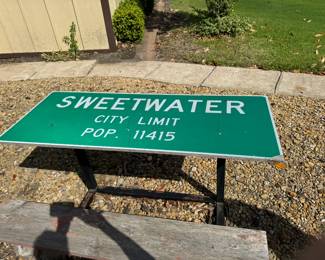 SWEETWATER
CITY LIMIT
POP. 11415